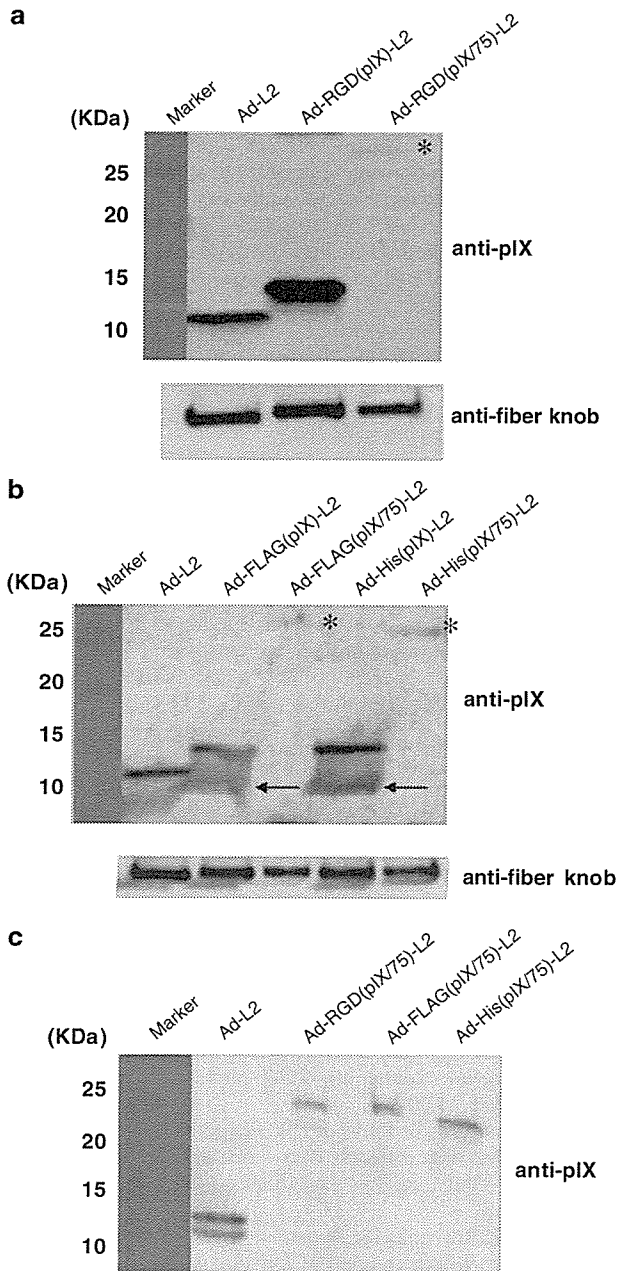 a
Marker
Ad-L2
Ad-RGD(pIX)-L2
Ad-RGD(pIX/75)-L2
(KDa)
25
20
15
10
*
anti-pIX
anti-fiber knob
b
Marker
Ad-L2
Ad-FLAG(pIX)-L2
Ad-FLAG(pIX/75)-L2
Ad-His(pIX)-L2
Ad-His(pIX/75)-L2
(KDa)
25
20
15
10
*
*
anti-pIX
anti-fiber knob
c
Marker
Ad-L2
Ad-RGD(pIX/75)-L2
Ad-FLAG(pIX/75)-L2
Ad-His(pIX/75)-L2
(KDa)
25
20
15
10
anti-pIX